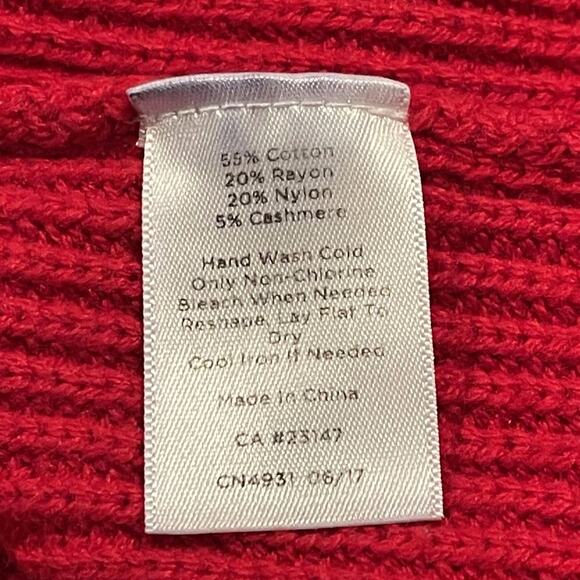 55% Cotton
20% Rayon
20% Nylon
5% Cashmere
Hand Wash Cold
Only Non-Chlorine
Bleach When Needed
Reshape, Lay Flat To
Dry
Cool Iron If Needed
Made In China
CA #23147
CN4931 06/17